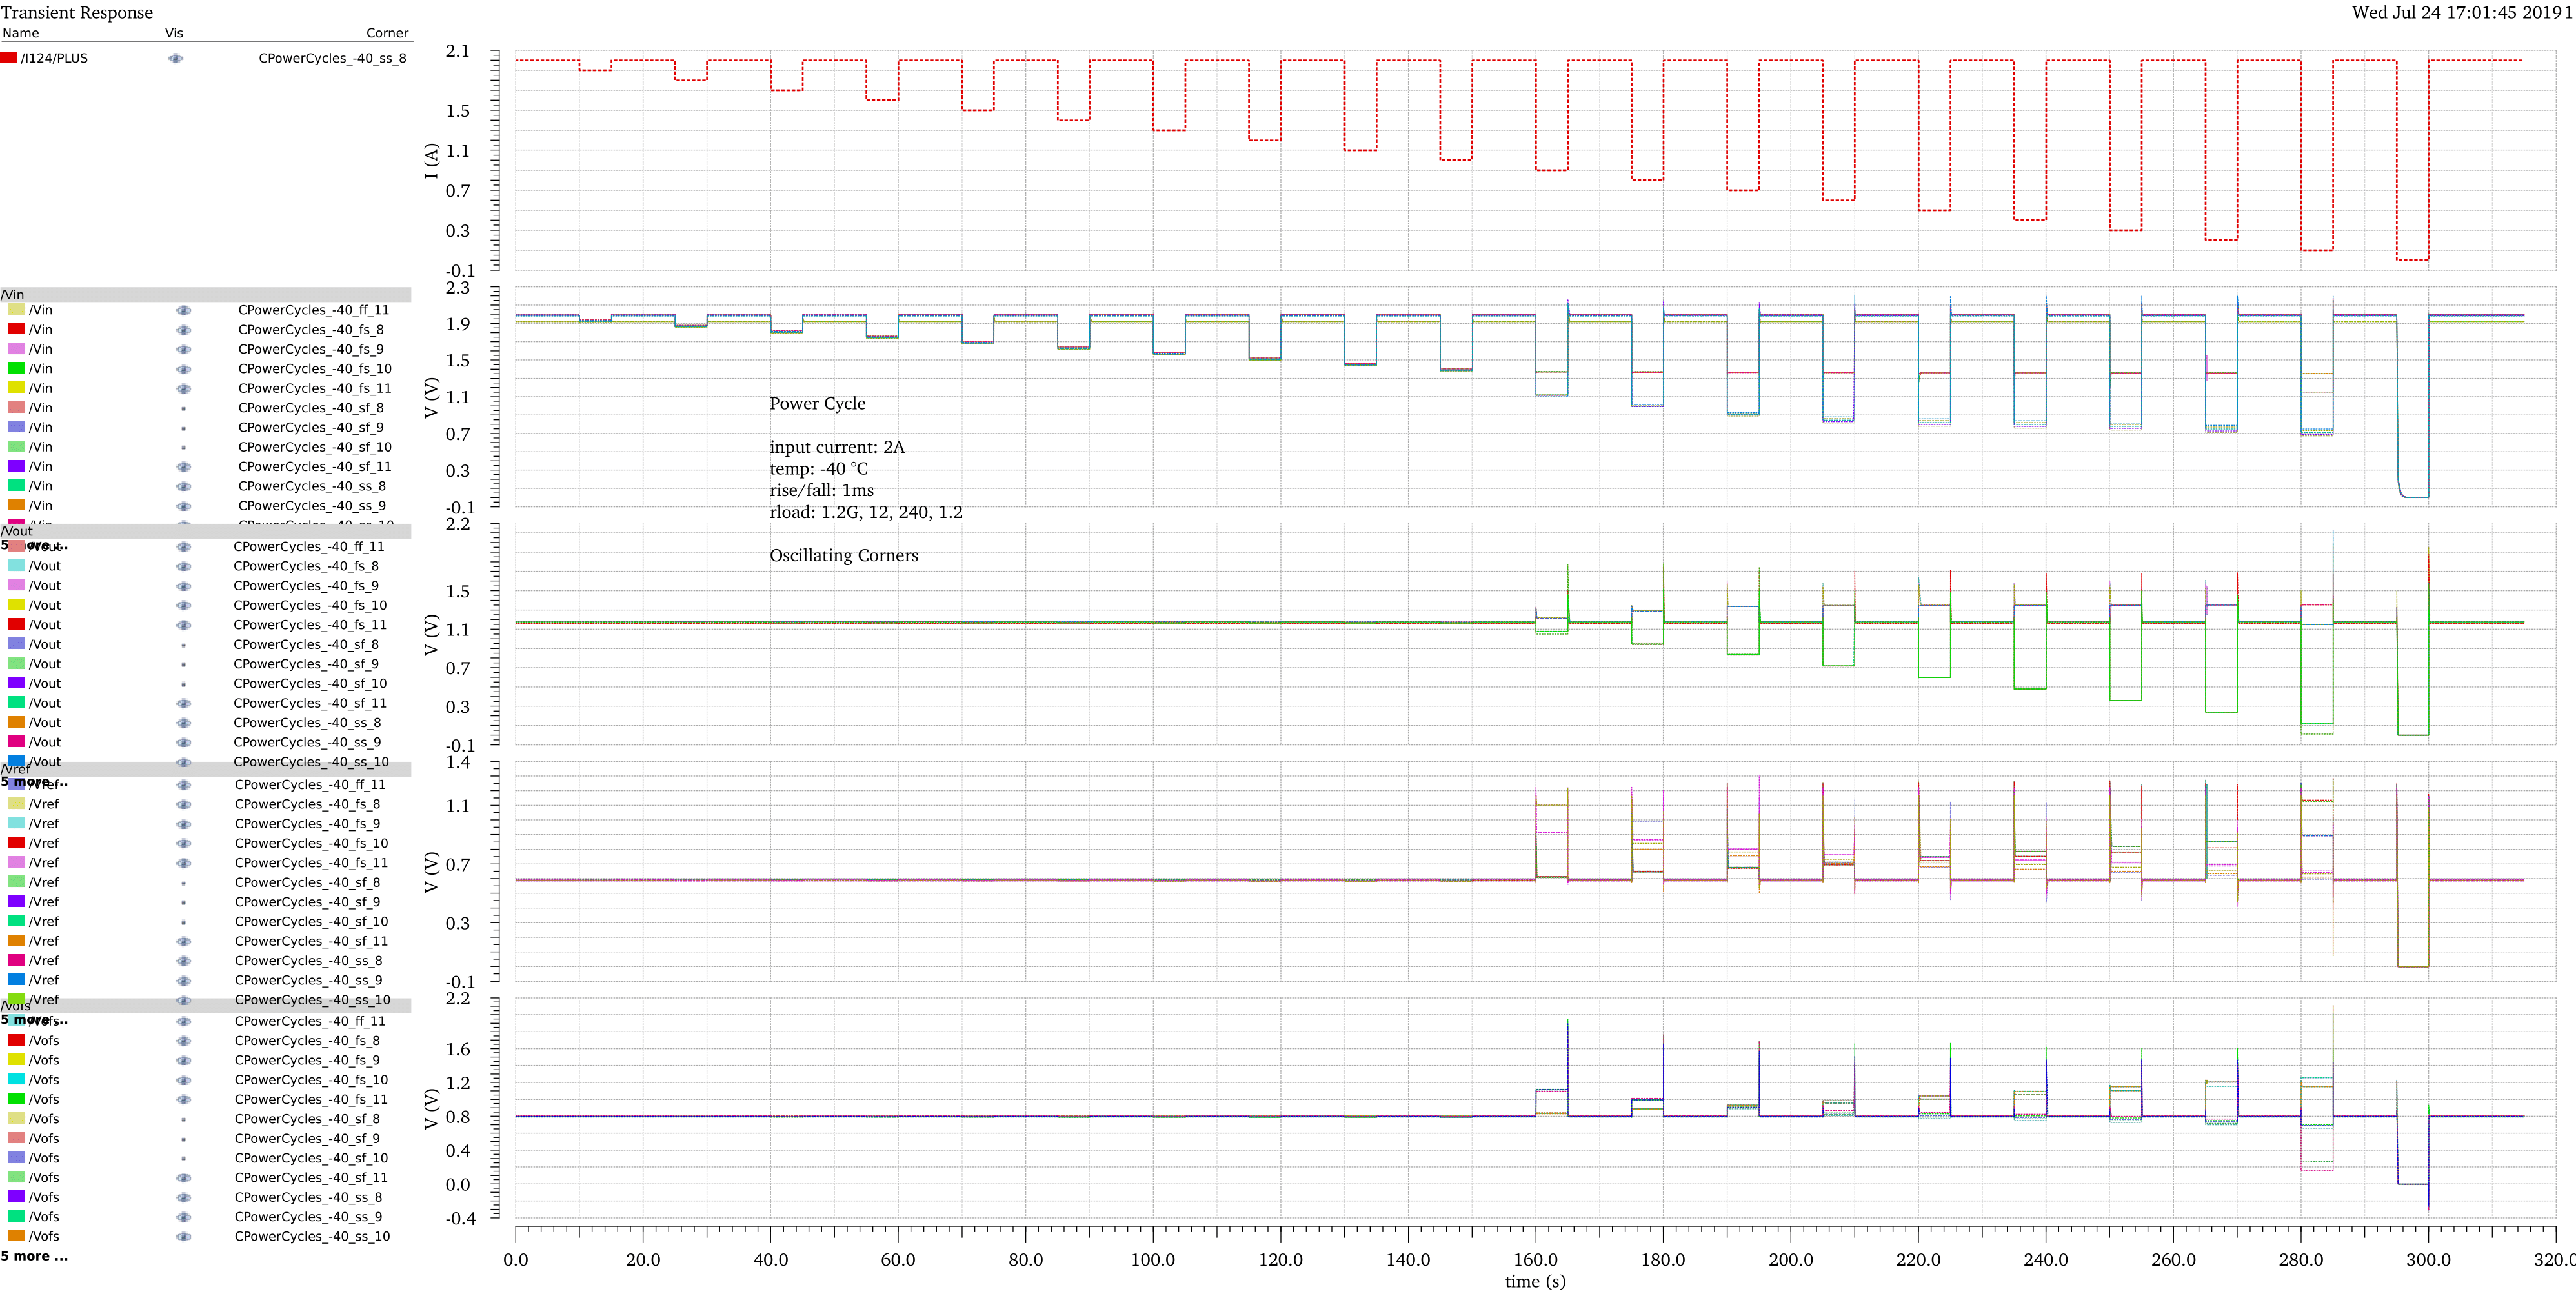 Transient Response
Wed Jul 24 17:01:45 2019 1
Name Vis Corner
/I124/PLUS CPowerCycles_-40_ss_8
/Vin
/Vin CPowerCycles_-40_ff_11
/Vin CPowerCycles_-40_fs_8
/Vin CPowerCycles_-40_fs_9
/Vin CPowerCycles_-40_fs_10
/Vin CPowerCycles_-40_fs_11
/Vin CPowerCycles_-40_sf_8
/Vin CPowerCycles_-40_sf_9
/Vin CPowerCycles_-40_sf_10
/Vin CPowerCycles_-40_sf_11
/Vin CPowerCycles_-40_ss_8
/Vin CPowerCycles_-40_ss_9
/Vout
5 more ...
/Vout CPowerCycles_-40_ff_11
/Vout CPowerCycles_-40_fs_8
/Vout CPowerCycles_-40_fs_9
/Vout CPowerCycles_-40_fs_10
/Vout CPowerCycles_-40_fs_11
/Vout CPowerCycles_-40_sf_8
/Vout CPowerCycles_-40_sf_9
/Vout CPowerCycles_-40_sf_10
/Vout CPowerCycles_-40_sf_11
/Vout CPowerCycles_-40_ss_8
/Vout CPowerCycles_-40_ss_9
/Vout CPowerCycles_-40_ss_10
/Vref
5 more ...
/Vref CPowerCycles_-40_ff_11
/Vref CPowerCycles_-40_fs_8
/Vref CPowerCycles_-40_fs_9
/Vref CPowerCycles_-40_fs_10
/Vref CPowerCycles_-40_fs_11
/Vref CPowerCycles_-40_sf_8
/Vref CPowerCycles_-40_sf_9
/Vref CPowerCycles_-40_sf_10
/Vref CPowerCycles_-40_sf_11
/Vref CPowerCycles_-40_ss_8
/Vref CPowerCycles_-40_ss_9
/Vref CPowerCycles_-40_ss_10
/Vofs
5 more ...
/Vofs CPowerCycles_-40_ff_11
/Vofs CPowerCycles_-40_fs_8
/Vofs CPowerCycles_-40_fs_9
/Vofs CPowerCycles_-40_fs_10
/Vofs CPowerCycles_-40_fs_11
/Vofs CPowerCycles_-40_sf_8
/Vofs CPowerCycles_-40_sf_9
/Vofs CPowerCycles_-40_sf_10
/Vofs CPowerCycles_-40_sf_11
/Vofs CPowerCycles_-40_ss_8
/Vofs CPowerCycles_-40_ss_9
/Vofs CPowerCycles_-40_ss_10
5 more ...
I (A)
2.1
1.5
1.1
0.7
0.3
-0.1
V (V)
2.3
1.9
1.5
1.1
0.7
0.3
-0.1
Power Cycle
input current: 2A
temp: -40 °C
rise/fall: 1ms
rload: 1.2G, 12, 240, 1.2
Oscillating Corners
V (V)
2.2
1.5
1.1
0.7
0.3
-0.1
V (V)
1.4
1.1
0.7
0.3
-0.1
V (V)
2.2
1.6
1.2
0.8
0.4
0.0
-0.4
0.0 20.0 40.0 60.0 80.0 100.0 120.0 140.0 160.0 180.0 200.0 220.0 240.0 260.0 280.0 300.0 320.0
time (s)